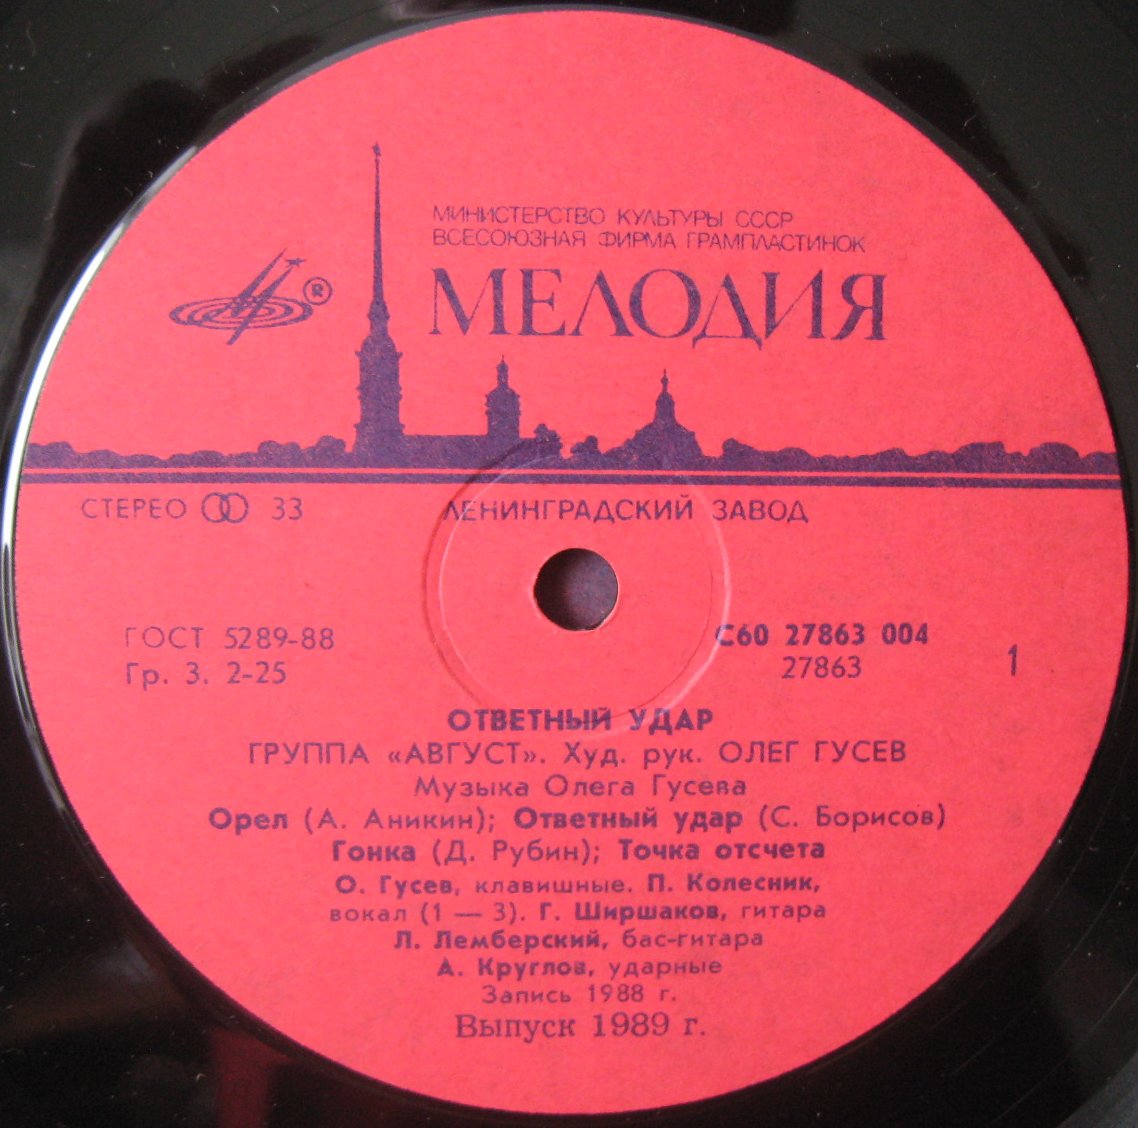 МИНИСТЕРСТВО КУЛЬТУРЫ СССР
ВСЕСОЮЗНАЯ ФИРМА ГРАМПЛАСТИНОК
МЕЛОДИЯ
®
СТЕРЕО 33
ЛЕНИНГРАДСКИЙ ЗАВОД
ГОСТ 5289-88
Гр. 3. 2-25
С60 27863 004
27863
1
ОТВЕТНЫЙ УДАР
ГРУППА «АВГУСТ». Худ. рук. ОЛЕГ ГУСЕВ
Музыка Олега Гусева
Орел (А. Аникин); Ответный удар (С. Борисов)
Гонка (Д. Рубин); Точка отсчета
О. Гусев, клавишные. П. Колесник,
вокал (1 — 3). Г. Ширшаков, гитара
Л. Лемберский, бас-гитара
А. Круглов, ударные
Запись 1988 г.
Выпуск 1989 г.